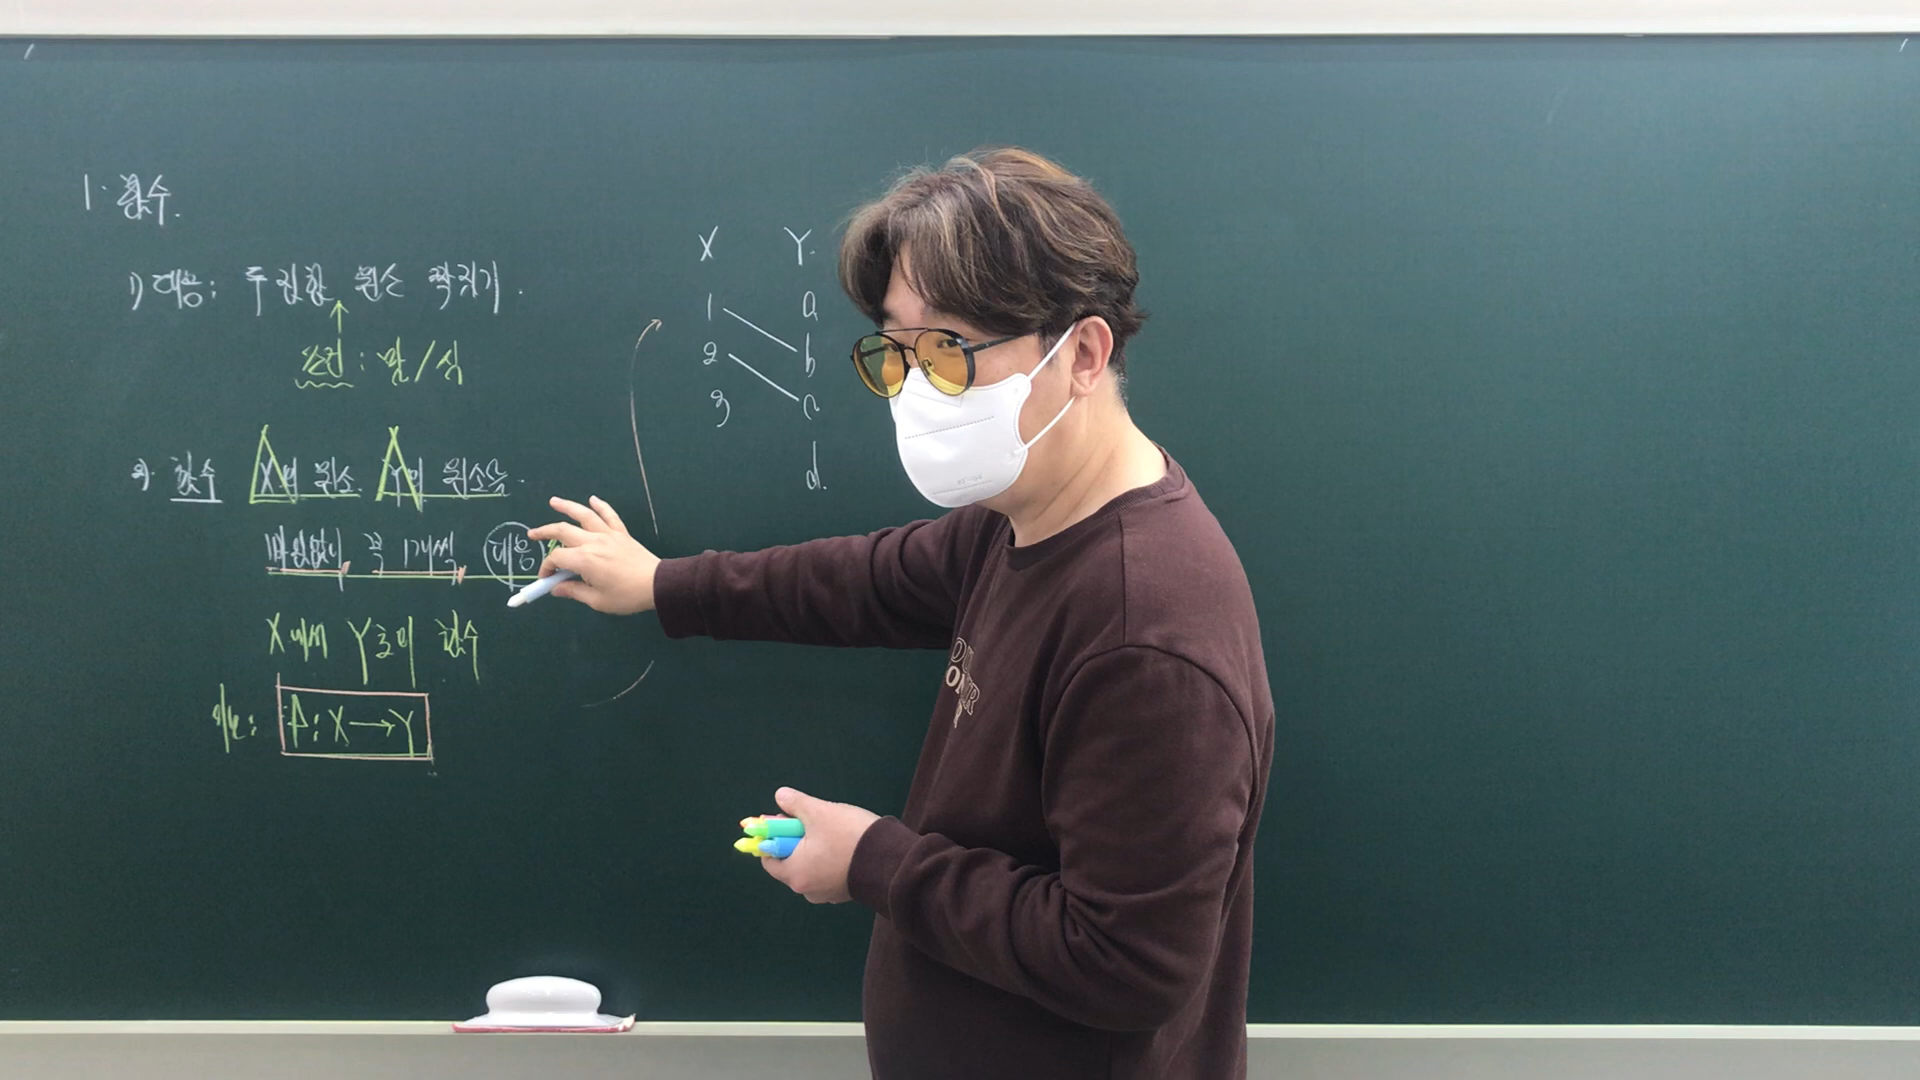 1. 함수.
1) 대응: 두 집합 원소 짝짓기.
조건: 말/식
2. 함수 X의 원소 Y의 원소를
빠짐없이 꼭 1개씩 대응
X에서 Y로의 함수
기호: f: X→Y
X Y.
1 a
2 b
3 c
d.